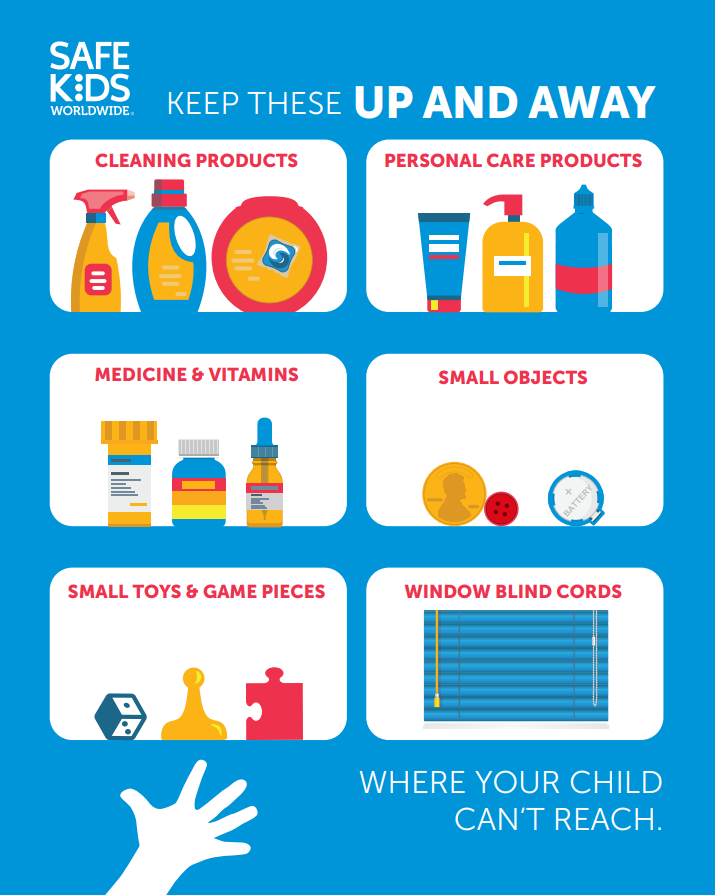 SAFE
KIDS
WORLDWIDE®
KEEP THESE UP AND AWAY
CLEANING PRODUCTS
PERSONAL CARE PRODUCTS
MEDICINE & VITAMINS
SMALL OBJECTS
+
BATTERY
SMALL TOYS & GAME PIECES
WINDOW BLIND CORDS
WHERE YOUR CHILD
CAN'T REACH.